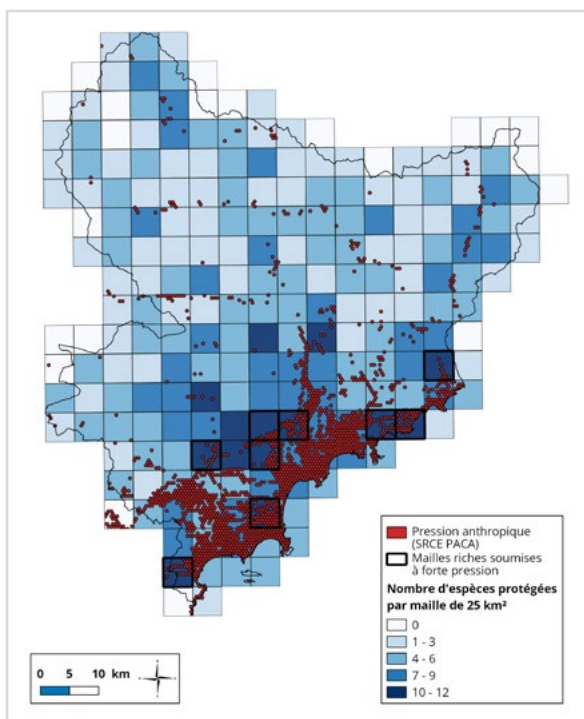 Pression anthropique
(SRCE PACA)
Mailles riches soumises
à forte pression
Nombre d'espèces protégées
par maille de 25 km²
0
1 - 3
4 - 6
7 - 9
10 - 12
0 5 10 km